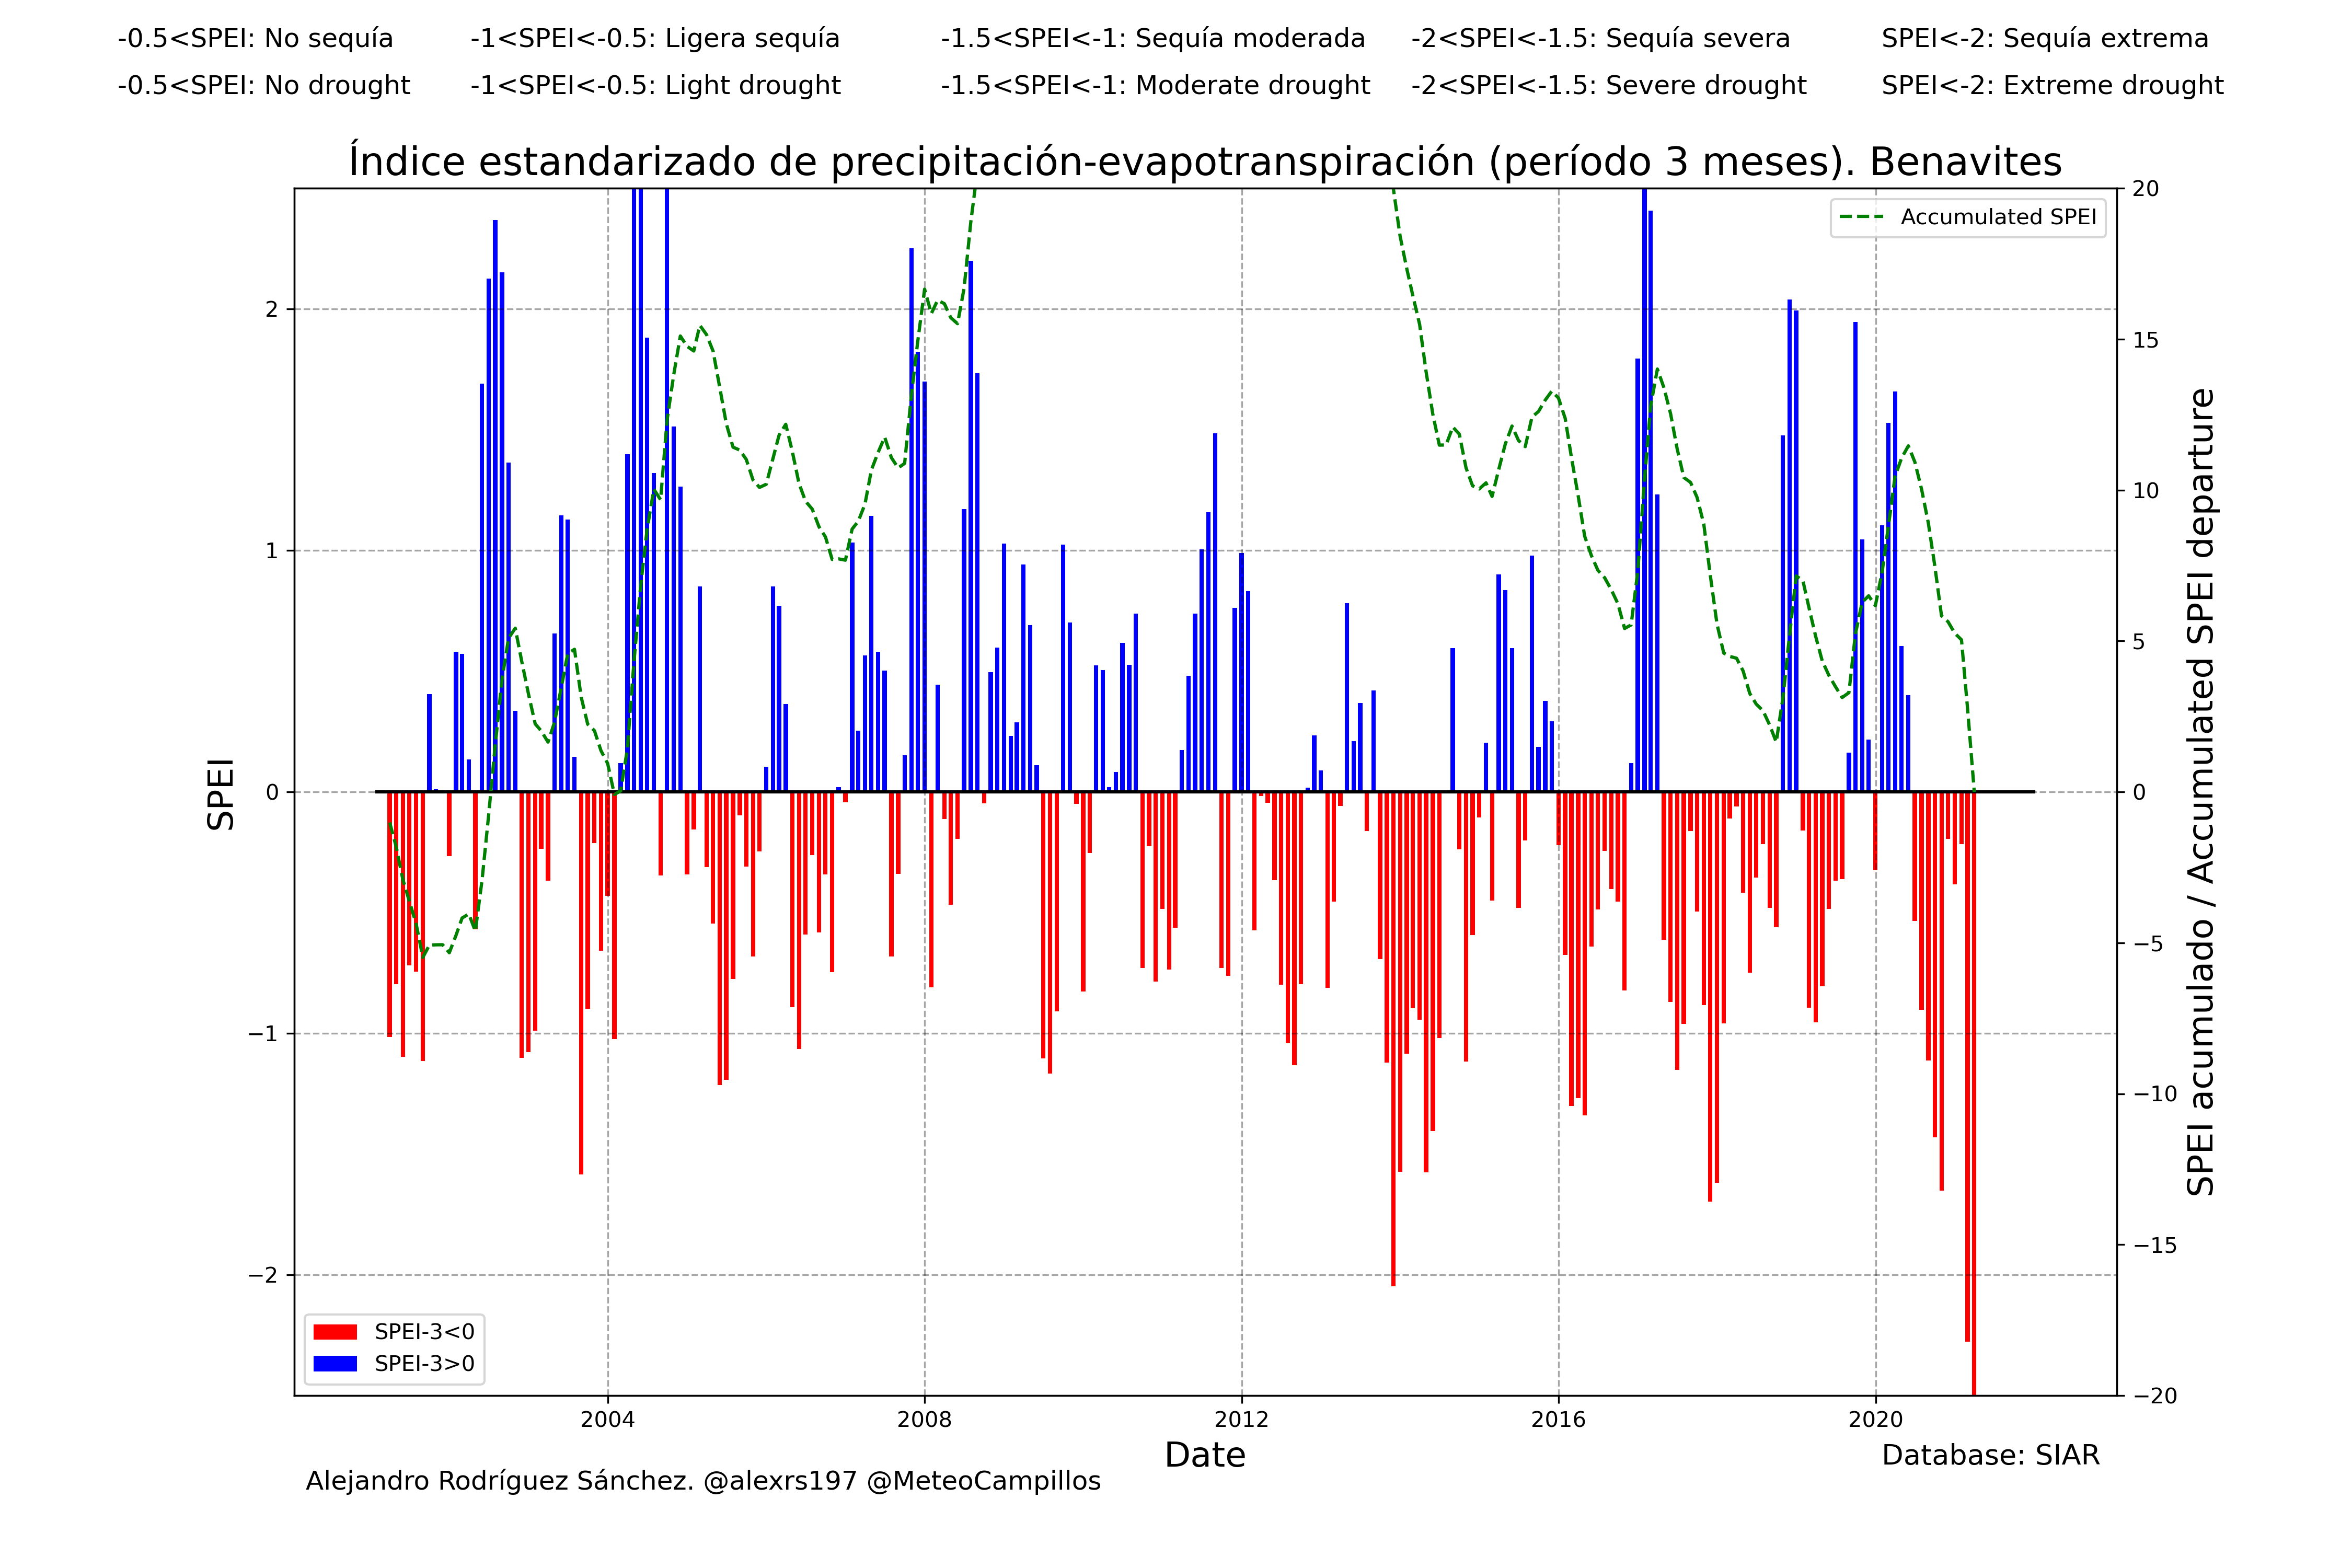 -0.5<SPEI: No sequía -1<SPEI<-0.5: Ligera sequía -1.5<SPEI<-1: Sequía moderada -2<SPEI<-1.5: Sequía severa SPEI<-2: Sequía extrema
-0.5<SPEI: No drought -1<SPEI<-0.5: Light drought -1.5<SPEI<-1: Moderate drought -2<SPEI<-1.5: Severe drought SPEI<-2: Extreme drought
Índice estandarizado de precipitación-evapotranspiración (período 3 meses). Benavites
Accumulated SPEI
SPEI
2
1
0
−1
−2
20
15
10
5
0
−5
−10
−15
−20
SPEI acumulado / Accumulated SPEI departure
SPEI-3<0
SPEI-3>0
2004 2008 2012 2016 2020
Date
Database: SIAR
Alejandro Rodríguez Sánchez. @alexrs197 @MeteoCampillos